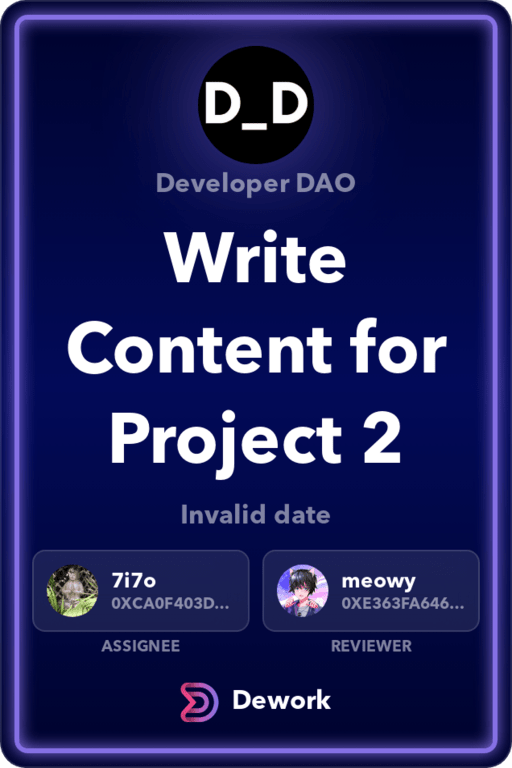 D_D
Developer DAO
Write
Content for
Project 2
Invalid date
7i7o
0XCA0F403D...
meowy
0XE363FA646...
ASSIGNEE
REVIEWER
Dework